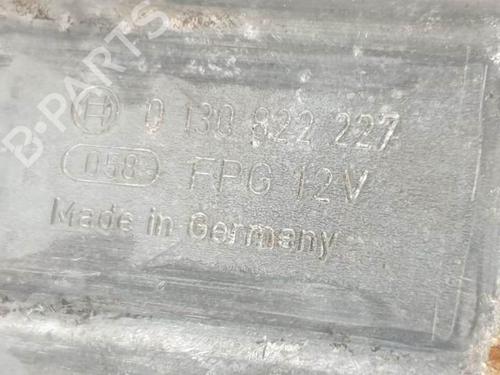 B-PARTS
0 130 822 227
058 FPG 12V
Made in Germany